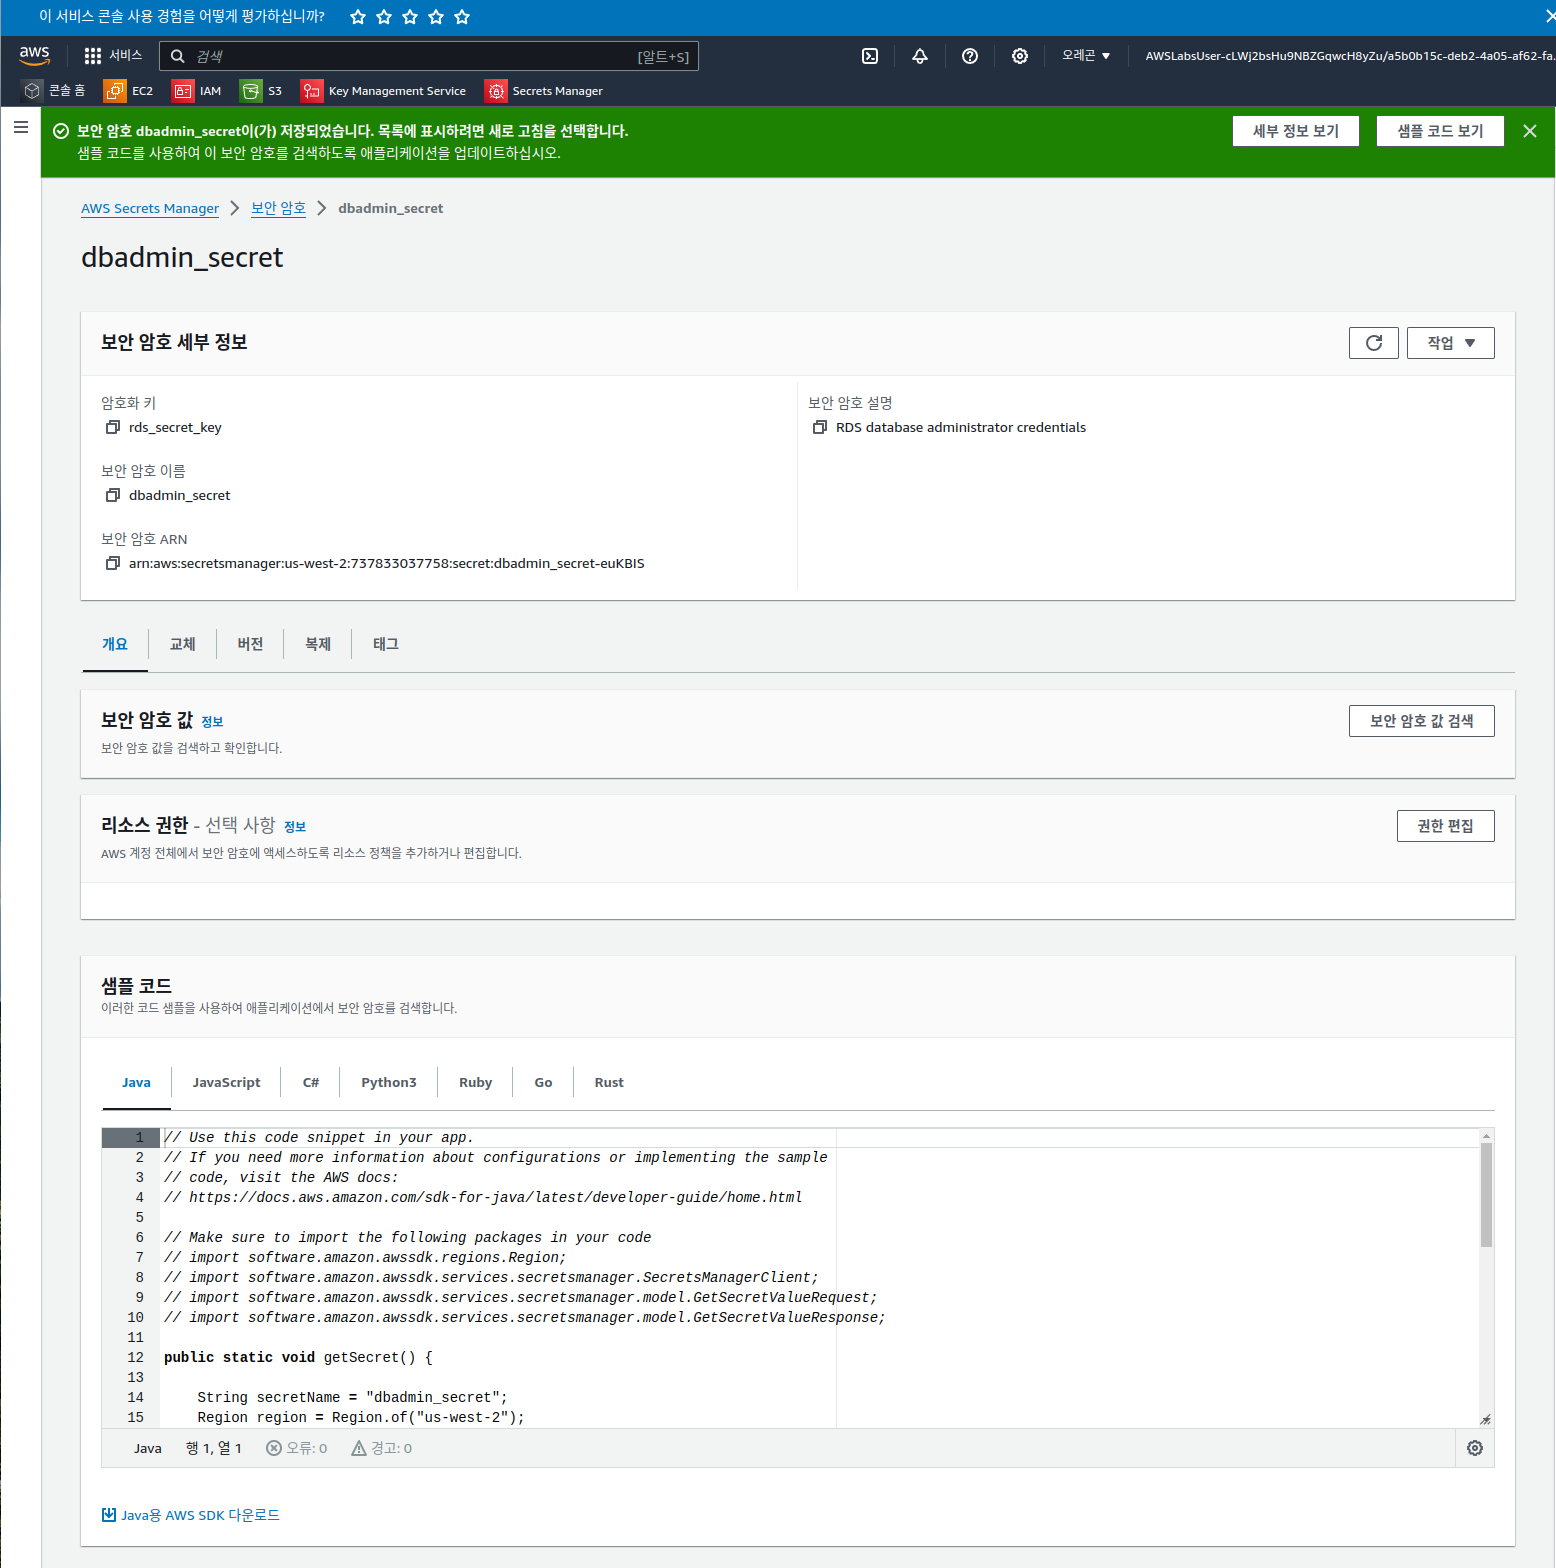 이 서비스 콘솔 사용 경험을 어떻게 평가하십니까?
aws
서비스
검색
[알트+S]
오레곤
AWSLabsUser-cLWj2bsHu9NBZGqwcH8yZu/a5b0b15c-deb2-4a05-af62-fa.
콘솔 홈
EC2
IAM
S3
Key Management Service
Secrets Manager
보안 암호 dbadmin_secret이(가) 저장되었습니다. 목록에 표시하려면 새로 고침을 선택합니다.
샘플 코드를 사용하여 이 보안 암호를 검색하도록 애플리케이션을 업데이트하십시오.
세부 정보 보기
샘플 코드 보기
AWS Secrets Manager
보안 암호
dbadmin_secret
dbadmin_secret
보안 암호 세부 정보
작업
암호화 키
rds_secret_key
보안 암호 이름
dbadmin_secret
보안 암호 ARN
arn:aws:secretsmanager:us-west-2:737833037758:secret:dbadmin_secret-euKBIS
보안 암호 설명
RDS database administrator credentials
개요
교체
버전
복제
태그
보안 암호 값 정보
보안 암호 값을 검색하고 확인합니다.
보안 암호 값 검색
리소스 권한 - 선택 사항 정보
AWS 계정 전체에서 보안 암호에 액세스하도록 리소스 정책을 추가하거나 편집합니다.
권한 편집
샘플 코드
이러한 코드 샘플을 사용하여 애플리케이션에서 보안 암호를 검색합니다.
Java
JavaScript
C#
Python3
Ruby
Go
Rust
1 // Use this code snippet in your app.
2 // If you need more information about configurations or implementing the sample
3 // code, visit the AWS docs:
4 // https://docs.aws.amazon.com/sdk-for-java/latest/developer-guide/home.html
5
6 // Make sure to import the following packages in your code
7 // import software.amazon.awssdk.regions.Region;
8 // import software.amazon.awssdk.services.secretsmanager.SecretsManagerClient;
9 // import software.amazon.awssdk.services.secretsmanager.model.GetSecretValueRequest;
10 // import software.amazon.awssdk.services.secretsmanager.model.GetSecretValueResponse;
11
12 public static void getSecret() {
13
14 String secretName = "dbadmin_secret";
15 Region region = Region.of("us-west-2");
Java
행 1, 열 1
오류: 0
경고: 0
Java용 AWS SDK 다운로드